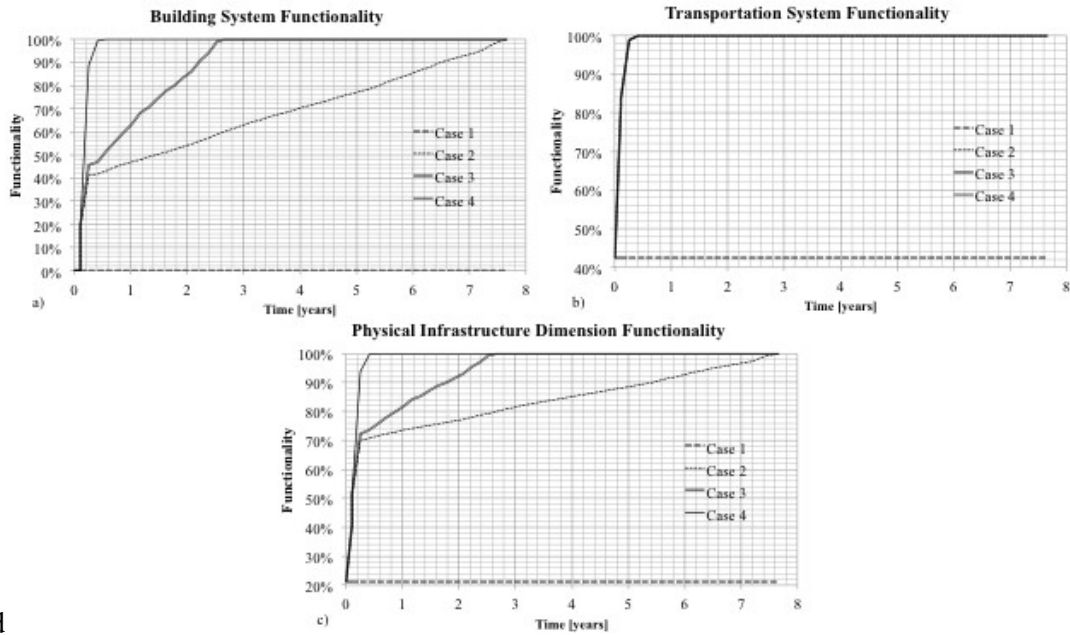 Building System Functionality
100%
90%
80%
70%
60%
50%
40%
30%
20%
10%
0%
Functionality
Case 1
Case 2
Case 3
Case 4
0 1 2 3 4 5 6 7 8
a)
Time [years]
Transportation System Functionality
100%
90%
80%
70%
60%
50%
40%
Functionality
Case 1
Case 2
Case 3
Case 4
0 1 2 3 4 5 6 7 8
b)
Time [years]
Physical Infrastructure Dimension Functionality
100%
90%
80%
70%
60%
50%
40%
30%
20%
Functionality
Case 1
Case 2
Case 3
Case 4
0 1 2 3 4 5 6 7 8
c)
Time [years]